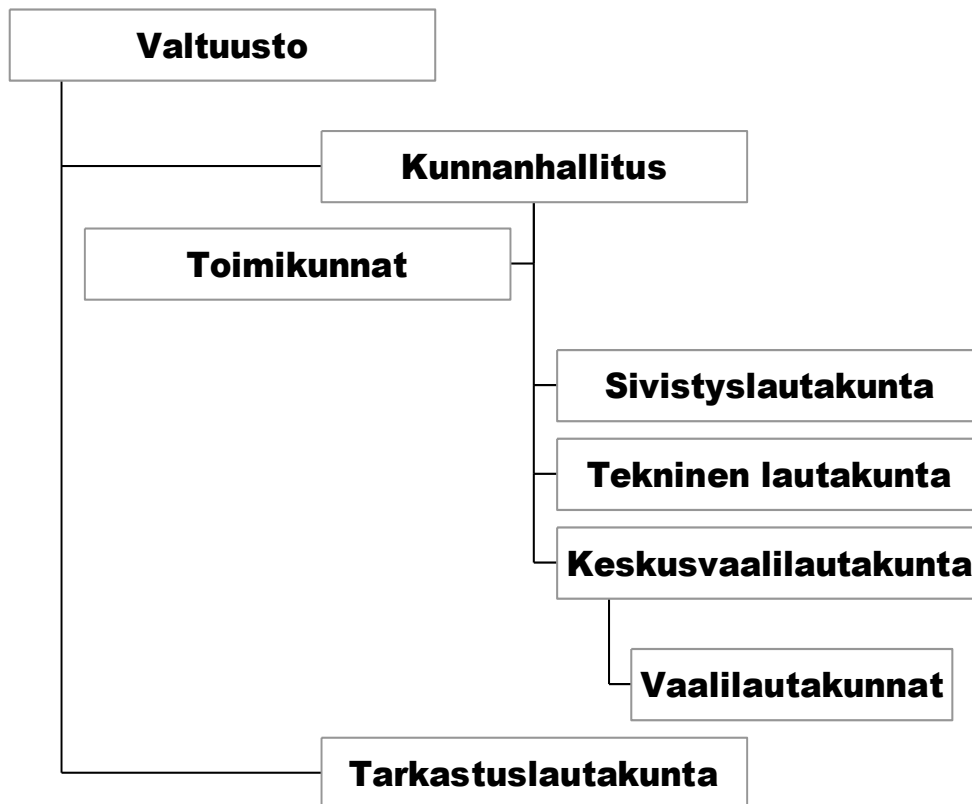 Valtuusto
Kunnanhallitus
Toimikunnat
Sivistyslautakunta
Tekninen lautakunta
Keskusvaalilautakunta
Vaalilautakunnat
Tarkastuslautakunta